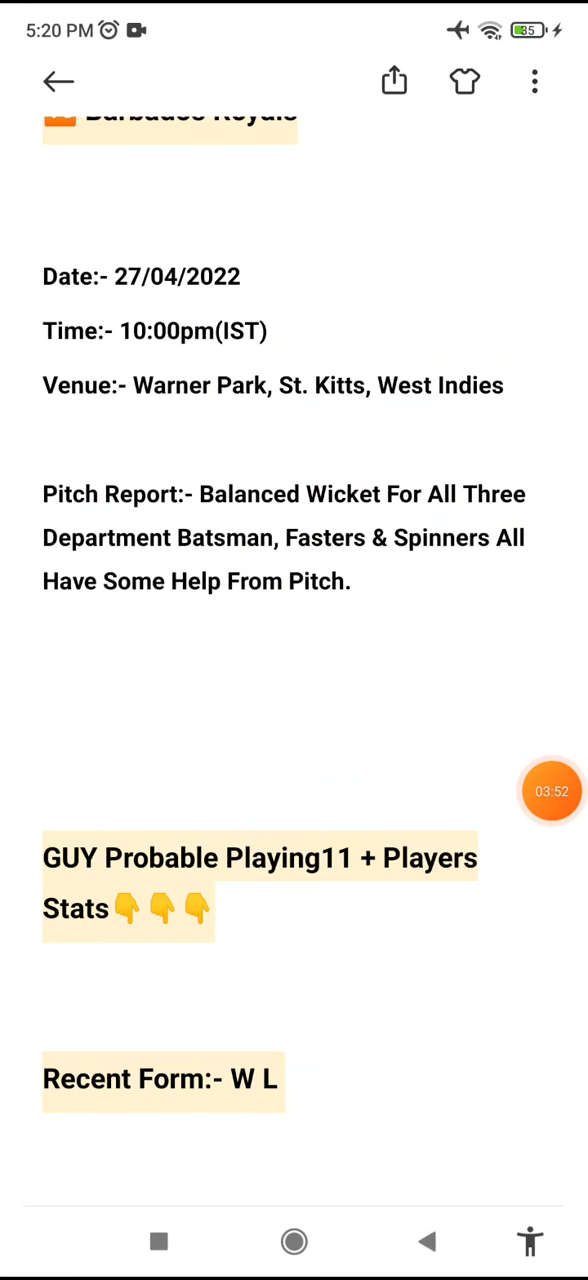 5:20 PM
35
Barbados Royals
Date:- 27/04/2022
Time:- 10:00pm(IST)
Venue:- Warner Park, St. Kitts, West Indies
Pitch Report:- Balanced Wicket For All Three
Department Batsman, Fasters & Spinners All
Have Some Help From Pitch.
03:52
GUY Probable Playing11 + Players
Stats👇👇👇
Recent Form:- W L